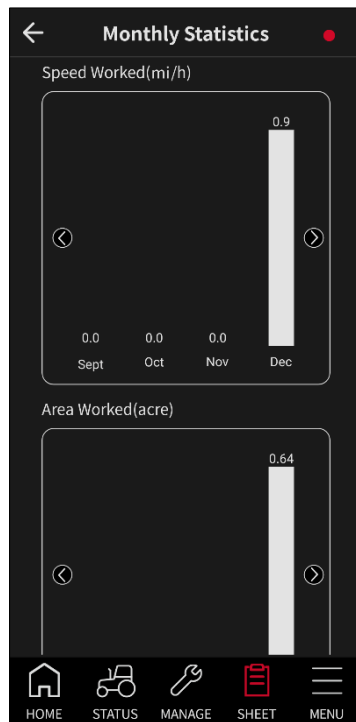 Monthly Statistics
Speed Worked(mi/h)
0.9
0.0 0.0 0.0
Sept Oct Nov Dec
Area Worked(acre)
0.64
HOME STATUS MANAGE SHEET MENU